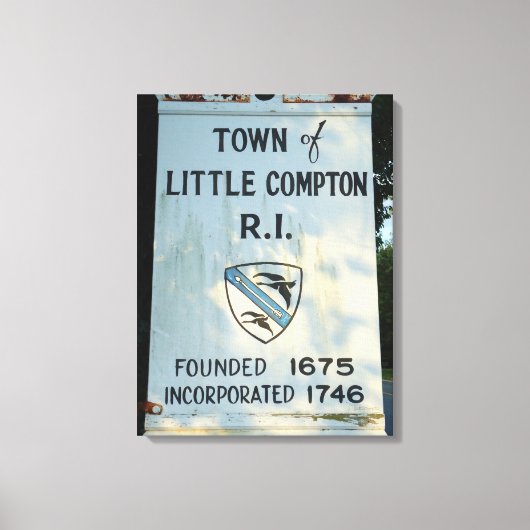 TOWN of
LITTLE COMPTON
R.I.
FOUNDED 1675
INCORPORATED 1746